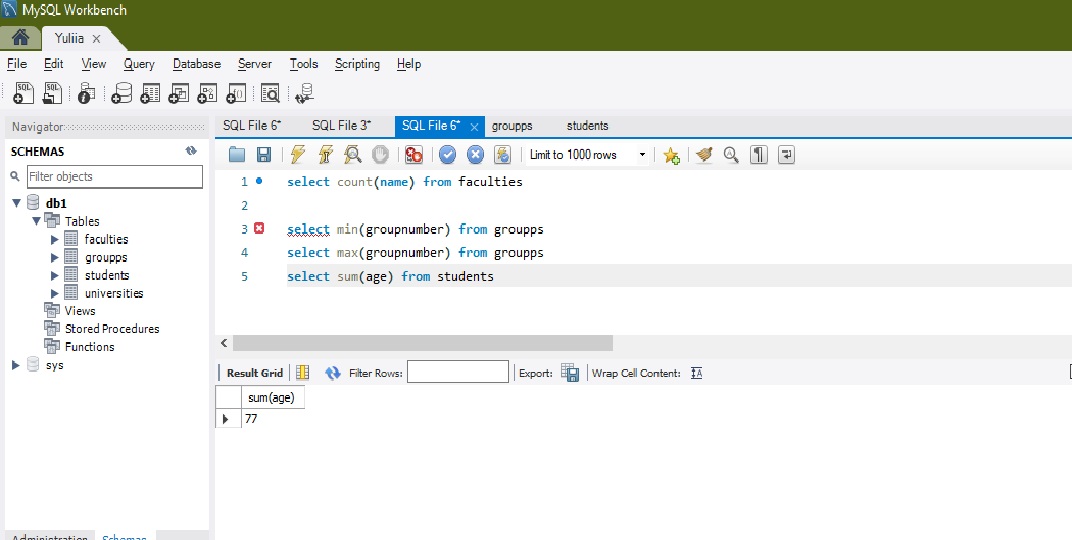 MySQL Workbench
Yuliia
File Edit View Query Database Server Tools Scripting Help
Navigator
SCHEMAS
Filter objects
db1
Tables
faculties
groupps
students
universities
Views
Stored Procedures
Functions
sys
Administration Schemas
SQL File 6* SQL File 3* SQL File 6* groupps students
Limit to 1000 rows
1 select count(name) from faculties
2
3 select min(groupnumber) from groupps
4 select max(groupnumber) from groupps
5 select sum(age) from students
Result Grid Filter Rows: Export: Wrap Cell Content:
sum(age)
77